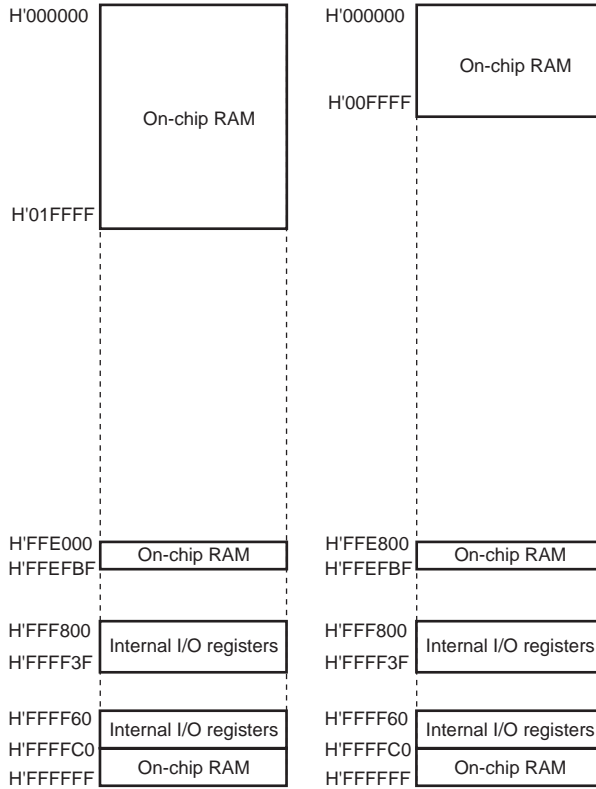 H'000000
On-chip RAM
H'01FFFF
H'FFE000
On-chip RAM
H'FFEFBF
H'FFF800
Internal I/O registers
H'FFFF3F
H'FFFF60
Internal I/O registers
H'FFFFC0
On-chip RAM
H'FFFFFF
H'000000
On-chip RAM
H'00FFFF
H'FFE800
On-chip RAM
H'FFEFBF
H'FFF800
Internal I/O registers
H'FFFF3F
H'FFFF60
Internal I/O registers
H'FFFFC0
On-chip RAM
H'FFFFFF